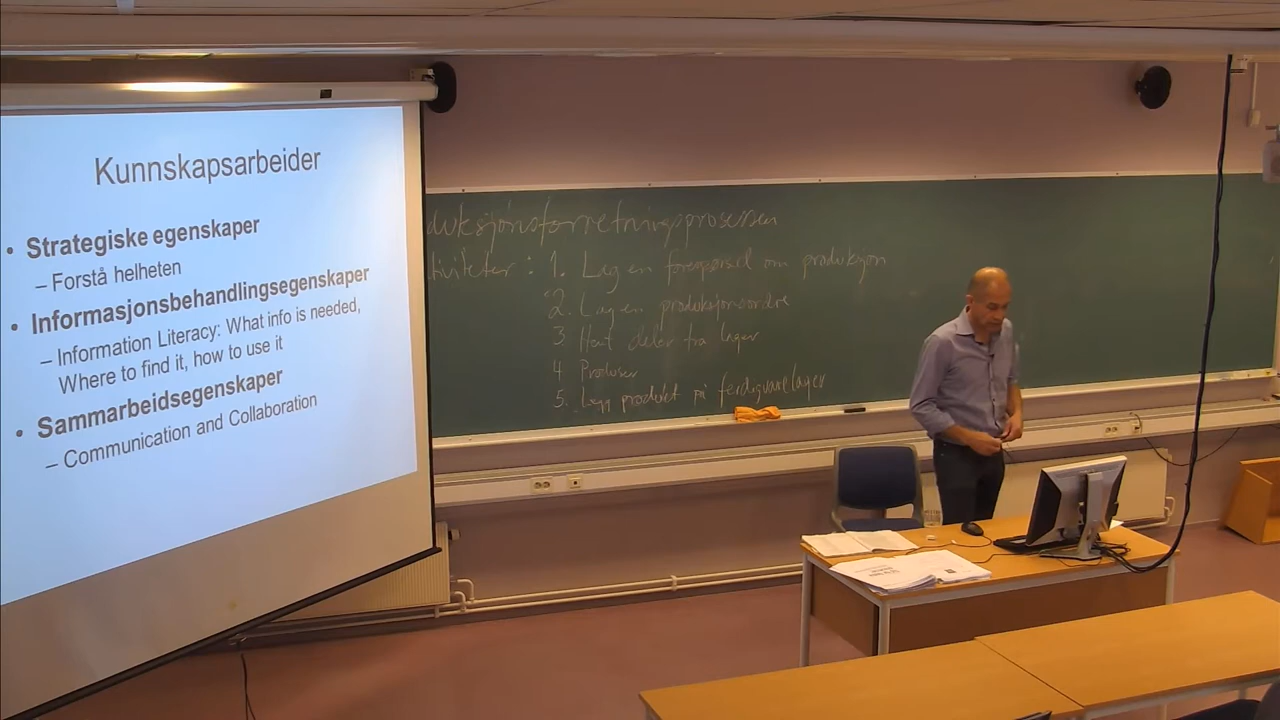 Kunnskapsarbeider
• Strategiske egenskaper
– Forstå helheten
• Informasjonsbehandlingsegenskaper
– Information Literacy: What info is needed,
Where to find it, how to use it
• Sammarbeidsegenskaper
– Communication and Collaboration
duksjonsforretningsprosessen
tiviteter: 1. Lag en forespørsel om produksjon
2. Lag en produksjonsordre
3 Hent deler fra lager
4 Produser
5. Legg produkt på ferdigvarelager